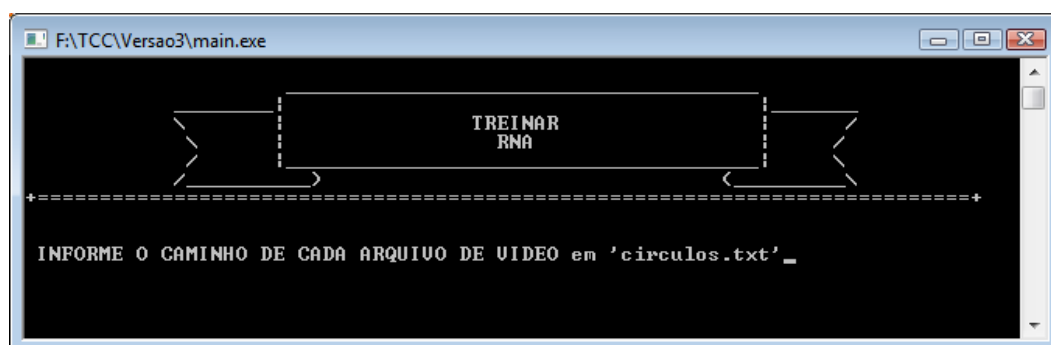 F:\TCC\Versao3\main.exe
TREINAR
RNA
INFORME O CAMINHO DE CADA ARQUIVO DE VIDEO em 'circulos.txt'_